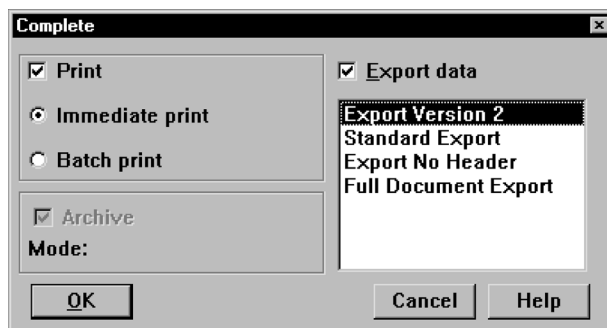 Complete
Print
Immediate print
Batch print
Archive
Mode:
Export data
Export Version 2
Standard Export
Export No Header
Full Document Export
OK
Cancel
Help